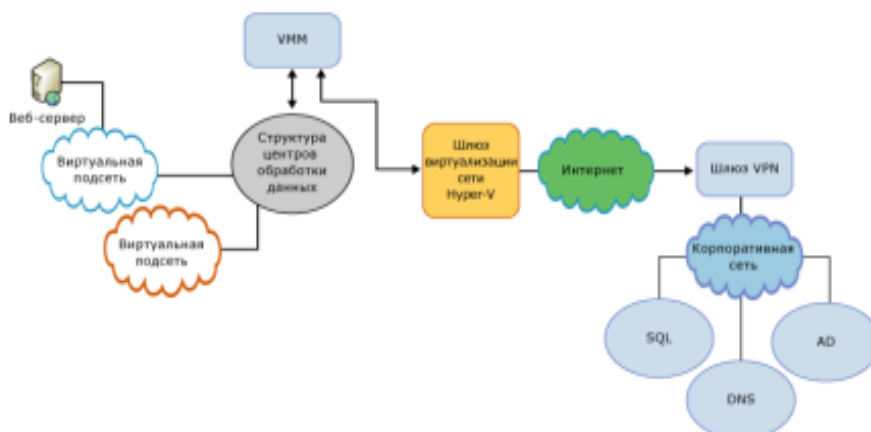 VMM
Веб-сервер
Виртуальная
подсеть
Виртуальная
подсеть
Структура
центров
обработки
данных
Шлюз
виртуализации
сети
Hyper-V
Интернет
Шлюз VPN
Корпоративная
сеть
SQL
DNS
AD